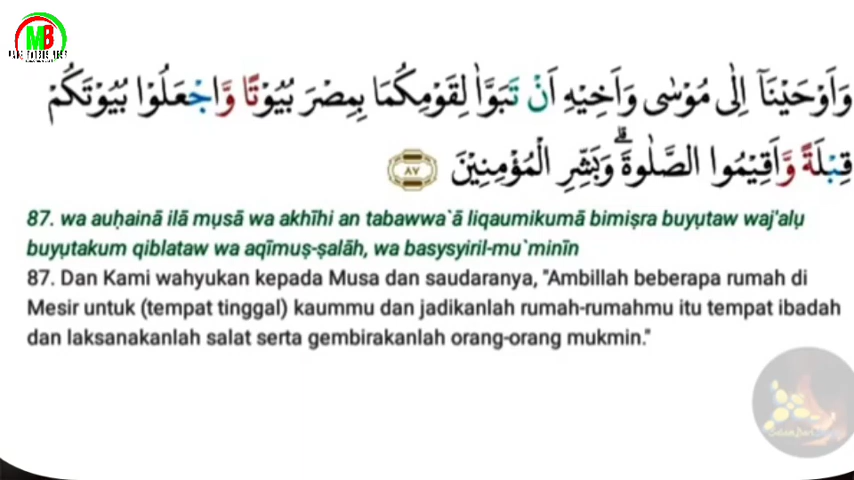 MB
وَاَوْحَيْنَآ اِلٰى مُوْسٰى وَاَخِيْهِ اَنْ تَبَوَّاٰ لِقَوْمِكُمَا بِمِصْرَ بُيُوْتًا وَّاجْعَلُوْا بُيُوْتَكُمْ
قِبْلَةً وَّاَقِيْمُوا الصَّلٰوةَۗ وَبَشِّرِ الْمُؤْمِنِيْنَ ٨٧
87. wa auḥainā ilā mụsā wa akhīhi an tabawwa`ā liqaumikumā bimiṣra buyụtaw waj'alụ
buyụtakum qiblataw wa aqīmuṣ-ṣalāh, wa basysyiril-mu`minīn
87. Dan Kami wahyukan kepada Musa dan saudaranya, "Ambillah beberapa rumah di
Mesir untuk (tempat tinggal) kaummu dan jadikanlah rumah-rumahmu itu tempat ibadah
dan laksanakanlah salat serta gembirakanlah orang-orang mukmin."